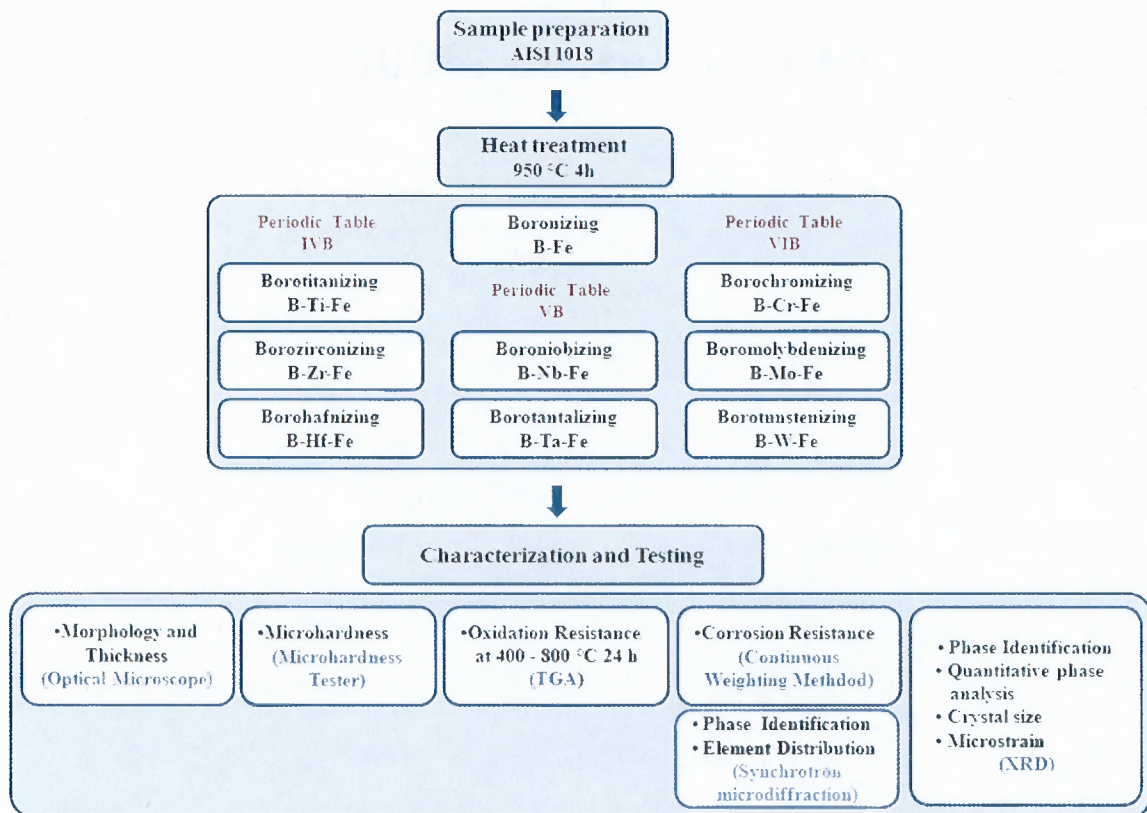 Sample preparation
AISI 1018
Heat treatment
950 °C 4h
Periodic Table
IVB
Borotitanizing
B-Ti-Fe
Borozirconizing
B-Zr-Fe
Borohafnizing
B-Hf-Fe
Boronizing
B-Fe
Periodic Table
VB
Boroniobizing
B-Nb-Fe
Borotantalizing
B-Ta-Fe
Periodic Table
VIB
Borochromizing
B-Cr-Fe
Boromolybdenizing
B-Mo-Fe
Borotunstenizing
B-W-Fe
Characterization and Testing
•Morphology and
Thickness
(Optical Microscope)
•Microhardness
(Microhardness
Tester)
•Oxidation Resistance
at 400 - 800 °C 24 h
(TGA)
•Corrosion Resistance
(Continuous
Weighting Methdod)
• Phase Identification
• Element Distribution
(Synchrotron
microdiffraction)
• Phase Identification
• Quantitative phase
analysis
• Crystal size
• Microstrain
(XRD)